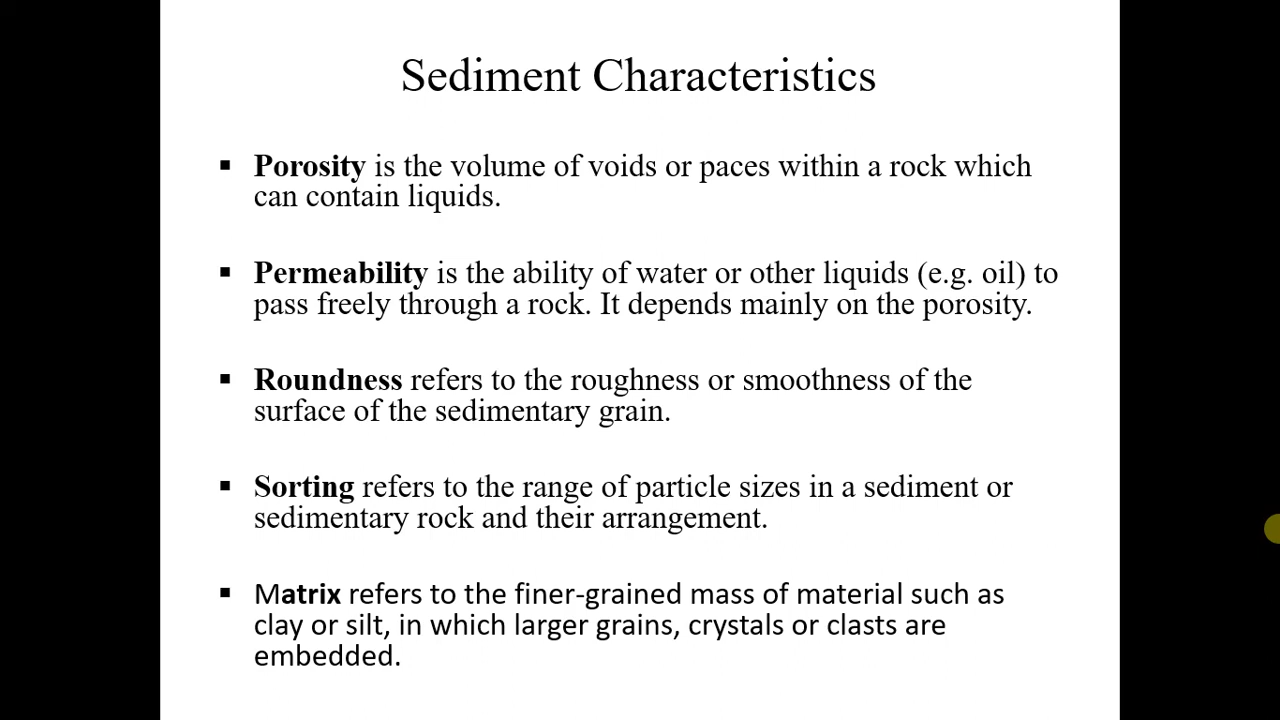 Sediment Characteristics
▪ Porosity is the volume of voids or paces within a rock which
can contain liquids.
▪ Permeability is the ability of water or other liquids (e.g. oil) to
pass freely through a rock. It depends mainly on the porosity.
▪ Roundness refers to the roughness or smoothness of the
surface of the sedimentary grain.
▪ Sorting refers to the range of particle sizes in a sediment or
sedimentary rock and their arrangement.
▪ Matrix refers to the finer-grained mass of material such as
clay or silt, in which larger grains, crystals or clasts are
embedded.